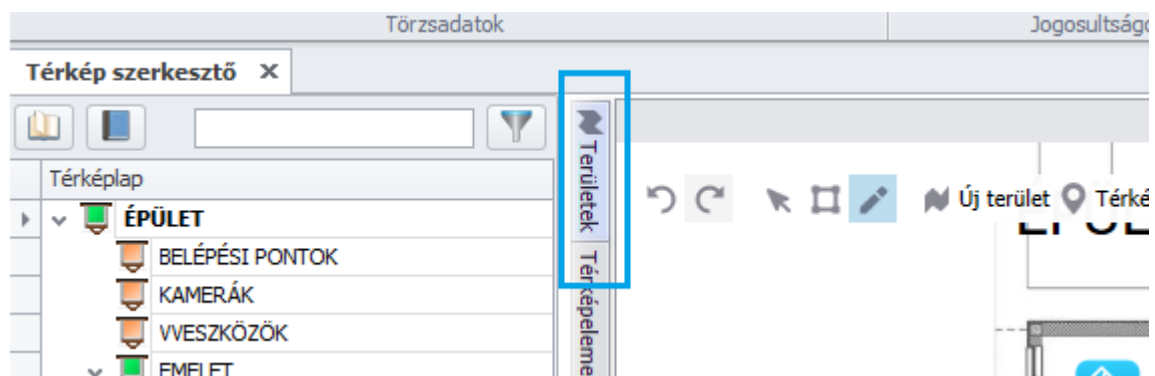 Törzsadatok
Jogosultságo
Térkép szerkesztő
Területek
Térképeleme
Térképlap
Új terület
Térké
ÉPÜLET
BELÉPÉSI PONTOK
KAMERÁK
VVESZKÖZÖK
EMELET